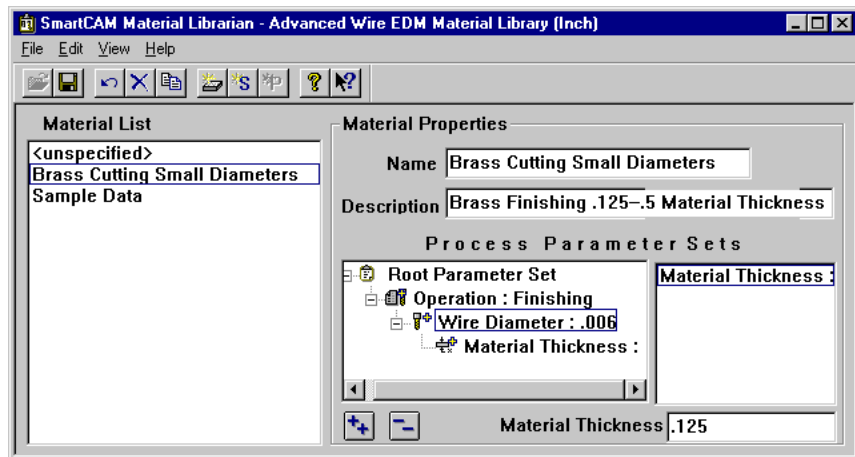 SmartCAM Material Librarian - Advanced Wire EDM Material Library (Inch)
File Edit View Help
Material List
<unspecified>
Brass Cutting Small Diameters
Sample Data
Material Properties
Name Brass Cutting Small Diameters
Description Brass Finishing .125–.5 Material Thickness
Process Parameter Sets
Root Parameter Set
Operation : Finishing
Wire Diameter : .006
Material Thickness :
Material Thickness :
Material Thickness .125